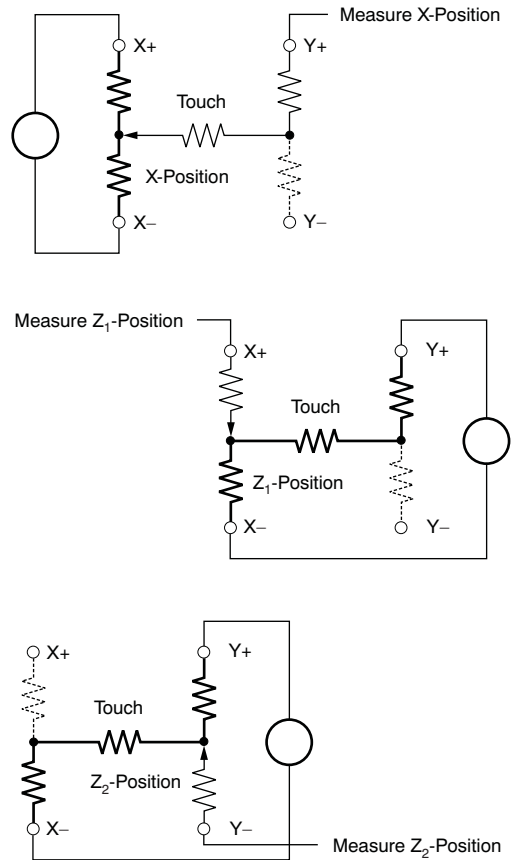 Measure X-Position
X+
Y+
Touch
X-Position
X–
Y–
Measure Z₁-Position
X+
Y+
Touch
Z₁-Position
X–
Y–
X+
Y+
Touch
Z₂-Position
X–
Y–
Measure Z₂-Position